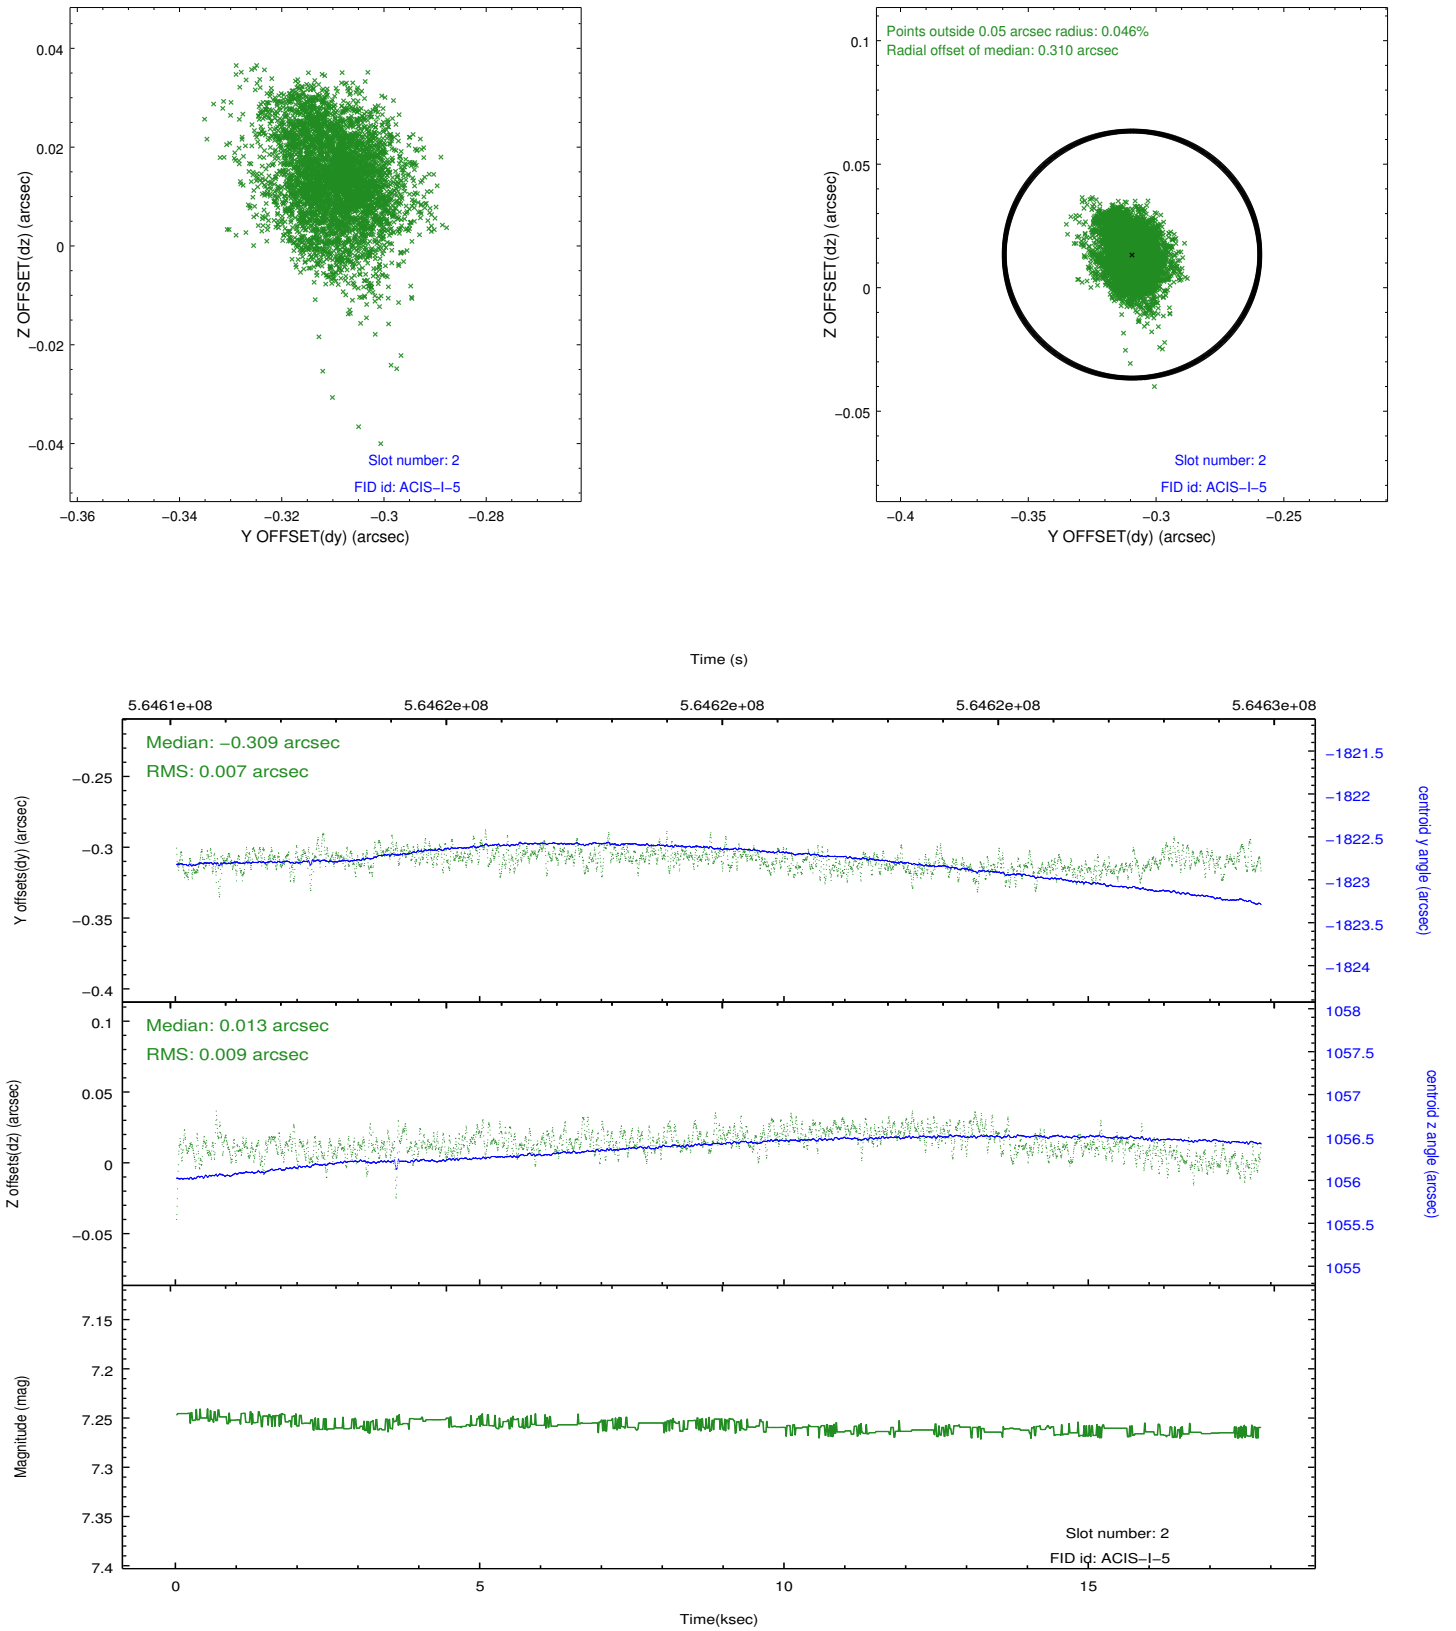 0.04
0.02
0
−0.02
−0.04
Z OFFSET(dz) (arcsec)
Slot number: 2
FID id: ACIS−I−5
−0.36
−0.34
−0.32
−0.3
−0.28
Y OFFSET(dy) (arcsec)
Points outside 0.05 arcsec radius: 0.046%
Radial offset of median: 0.310 arcsec
0.1
0.05
0
−0.05
Z OFFSET(dz) (arcsec)
Slot number: 2
FID id: ACIS−I−5
−0.4
−0.35
−0.3
−0.25
Y OFFSET(dy) (arcsec)
Time (s)
5.6461e+08
5.6462e+08
5.6462e+08
5.6462e+08
5.6463e+08
Median: −0.309 arcsec
RMS: 0.007 arcsec
−0.25
−0.3
−0.35
−0.4
Y offsets(dy) (arcsec)
−1821.5
−1822
−1822.5
−1823
−1823.5
−1824
centroid y angle (arcsec)
Median: 0.013 arcsec
RMS: 0.009 arcsec
0.1
0.05
0
−0.05
Z offsets(dz) (arcsec)
1058
1057.5
1057
1056.5
1056
1055.5
1055
centroid z angle (arcsec)
7.15
7.2
7.25
7.3
7.35
7.4
Magnitude (mag)
Slot number: 2
FID id: ACIS−I−5
0
5
10
15
Time(ksec)